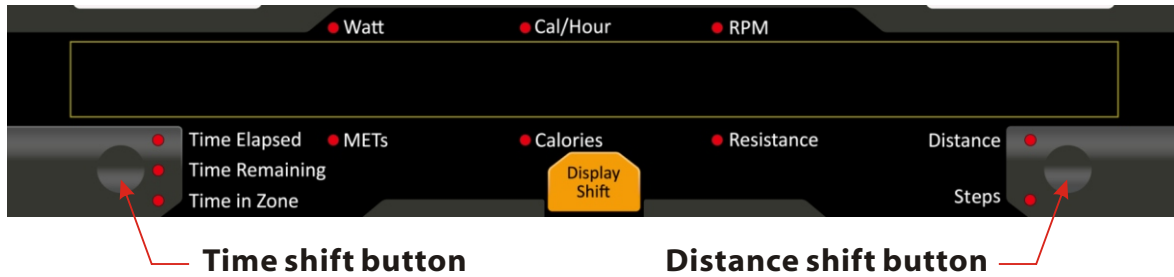 Watt Cal/Hour RPM
Time Elapsed METs Calories Resistance Distance
Time Remaining
Display
Shift
Time in Zone Steps
Time shift button Distance shift button